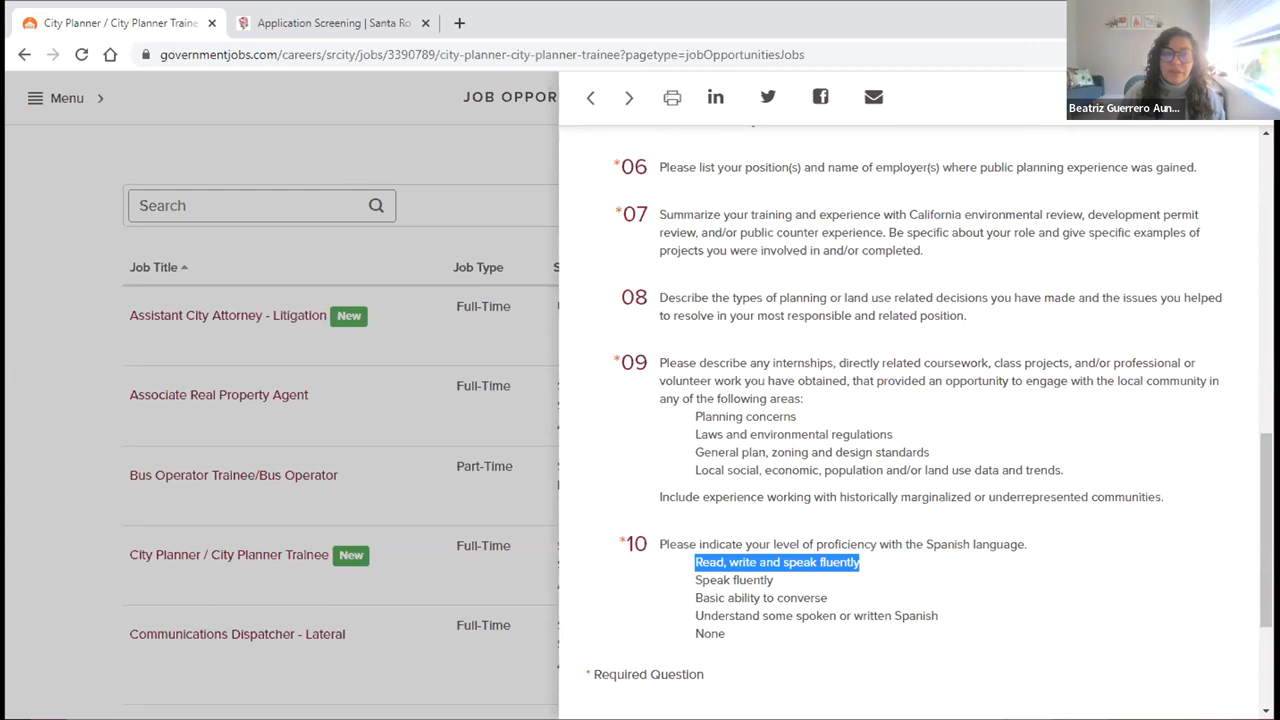 City Planner / City Planner Traine
Application Screening | Santa Ro
governmentjobs.com/careers/srcity/jobs/3390789/city-planner-city-planner-trainee?pagetype=jobOpportunitiesJobs
Beatriz Guerrero Aun...
Menu
JOB OPPOR
Search
Job Title
Job Type
S
Assistant City Attorney - Litigation New
Full-Time
Associate Real Property Agent
Full-Time
Bus Operator Trainee/Bus Operator
Part-Time
City Planner / City Planner Trainee New
Full-Time
Communications Dispatcher - Lateral
Full-Time
*06 Please list your position(s) and name of employer(s) where public planning experience was gained.
*07 Summarize your training and experience with California environmental review, development permit
review, and/or public counter experience. Be specific about your role and give specific examples of
projects you were involved in and/or completed.
08 Describe the types of planning or land use related decisions you have made and the issues you helped
to resolve in your most responsible and related position.
*09 Please describe any internships, directly related coursework, class projects, and/or professional or
volunteer work you have obtained, that provided an opportunity to engage with the local community in
any of the following areas:
Planning concerns
Laws and environmental regulations
General plan, zoning and design standards
Local social, economic, population and/or land use data and trends.
Include experience working with historically marginalized or underrepresented communities.
*10 Please indicate your level of proficiency with the Spanish language.
Read, write and speak fluently
Speak fluently
Basic ability to converse
Understand some spoken or written Spanish
None
* Required Question